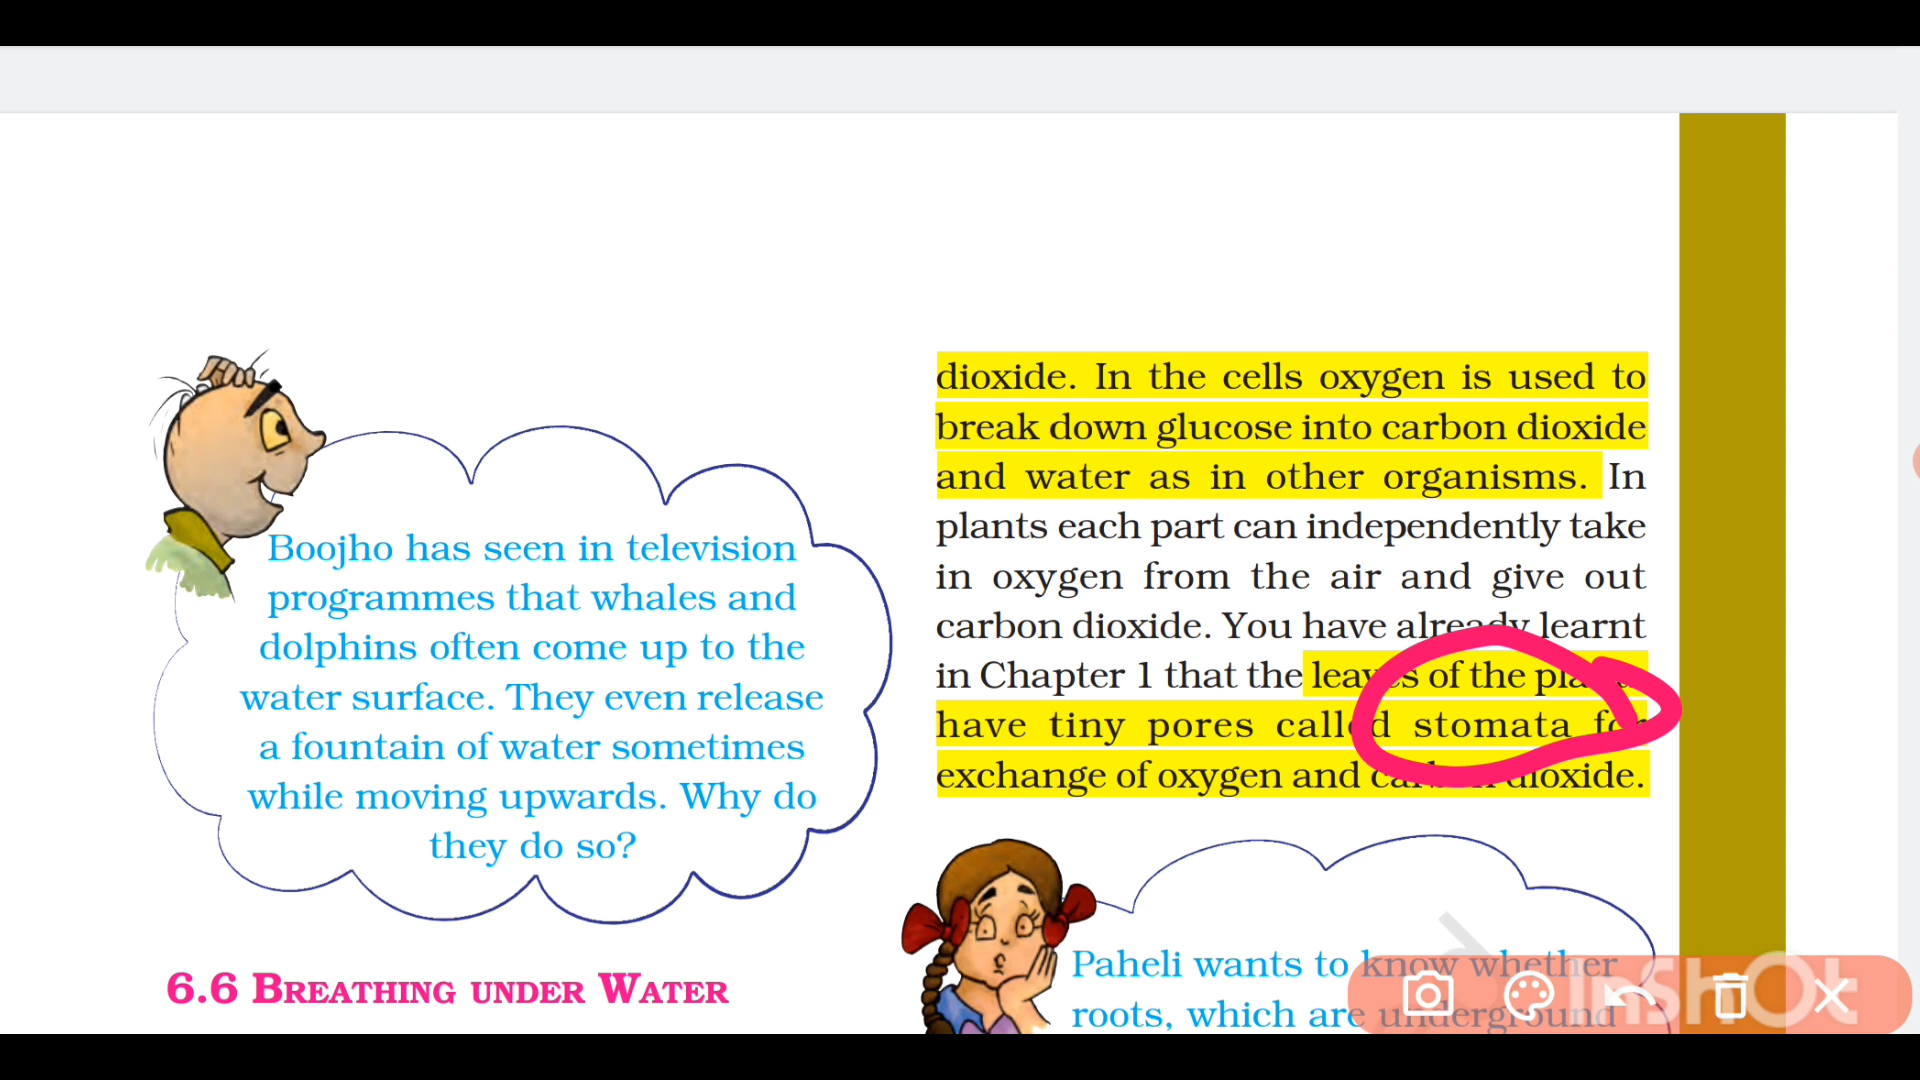 Boojho has seen in television
programmes that whales and
dolphins often come up to the
water surface. They even release
a fountain of water sometimes
while moving upwards. Why do
they do so?
6.6 BREATHING UNDER WATER
dioxide. In the cells oxygen is used to
break down glucose into carbon dioxide
and water as in other organisms. In
plants each part can independently take
in oxygen from the air and give out
carbon dioxide. You have already learnt
in Chapter 1 that the leaves of the plants
have tiny pores called stomata for
exchange of oxygen and carbon dioxide.
Paheli wants to know whether
roots, which are underground
InShOt